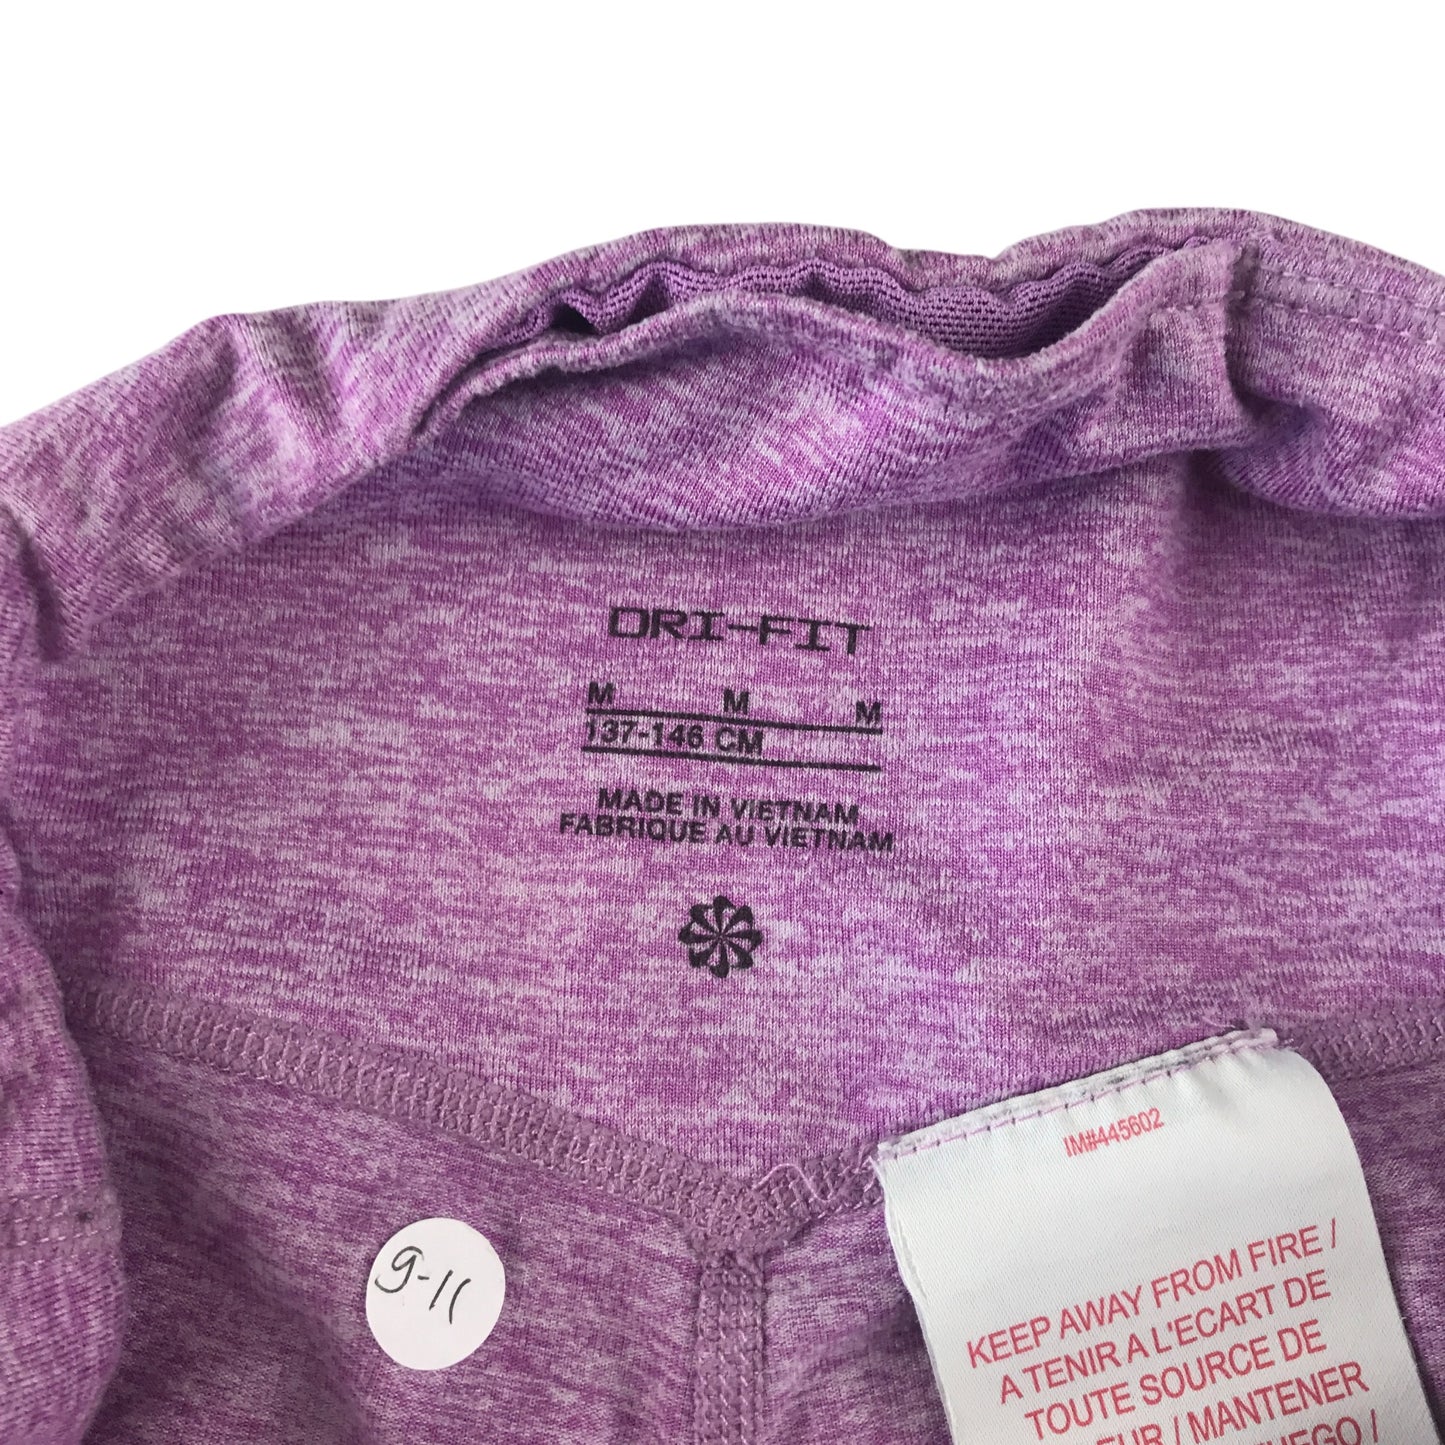 DRI-FIT
M M M
137-146 CM
MADE IN VIETNAM
FABRIQUE AU VIETNAM
9-11
IM#445602
KEEP AWAY FROM FIRE /
A TENIR A L'ECART DE
TOUTE SOURCE DE
/ MANTENER